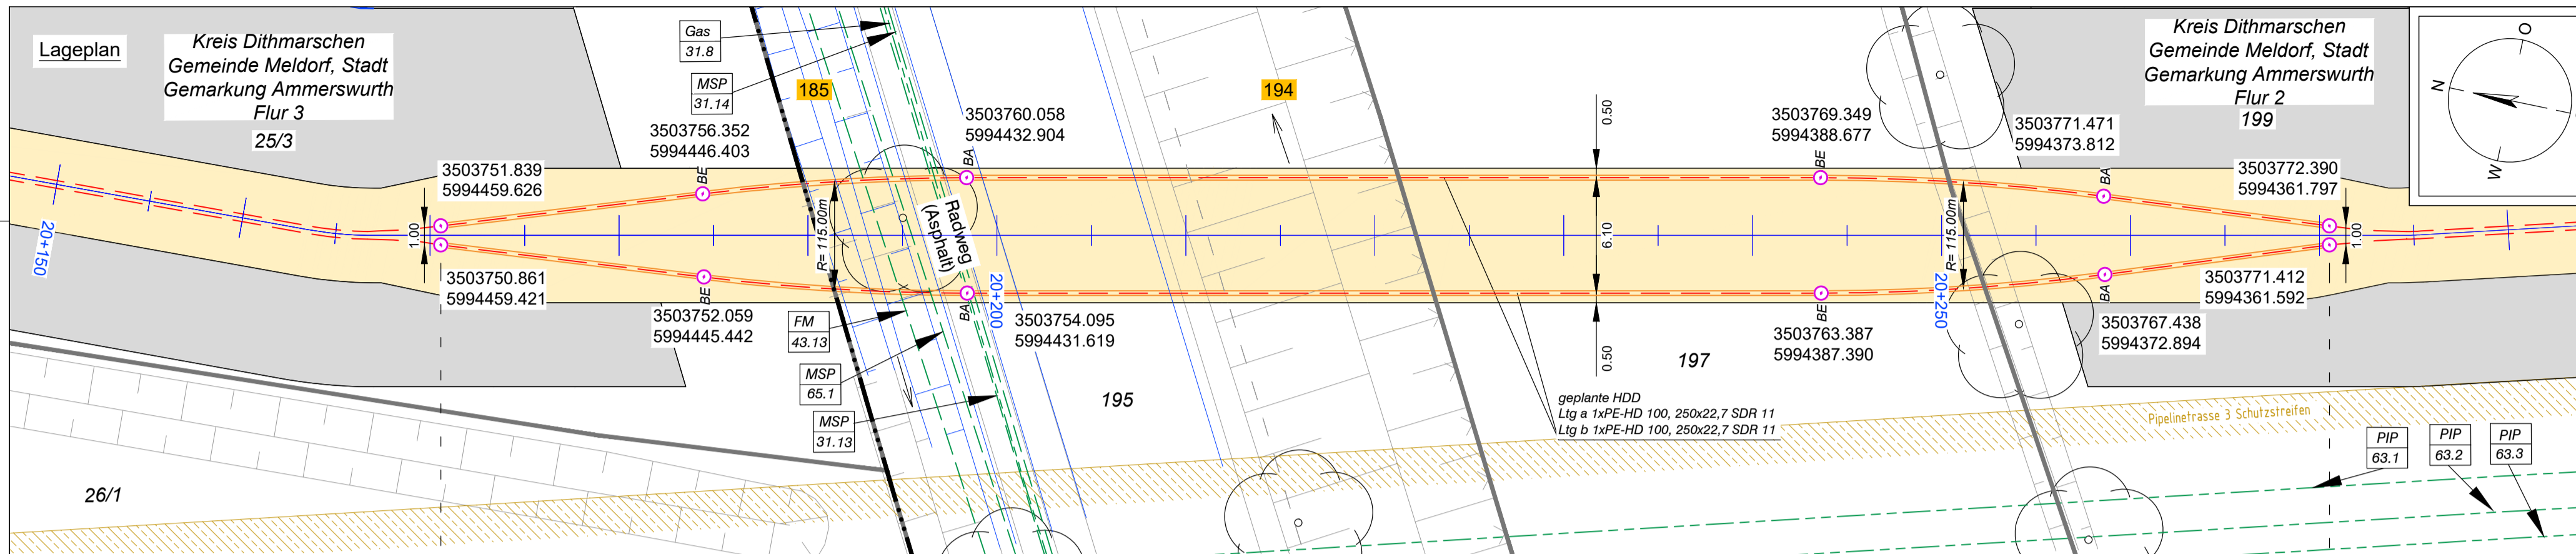 Lageplan
Kreis Dithmarschen
Gemeinde Meldorf, Stadt
Gemarkung Ammerswurth
Flur 3
25/3
Gas
31.8
MSP
31.14
185
194
3503756.352
5994446.403
3503760.058
5994432.904
3503769.349
5994388.677
3503771.471
5994373.812
Kreis Dithmarschen
Gemeinde Meldorf, Stadt
Gemarkung Ammerswurth
Flur 2
199
O
N
W
3503751.839
5994459.626
3503772.390
5994361.797
BE
BA
BE
BA
0.50
20+150
1.00
R= 115.00m
Radweg
(Asphalt)
6.10
R= 115.00m
1.00
3503750.861
5994459.421
BE
BA
BE
BA
3503771.412
5994361.592
20+200
20+250
3503752.059
5994445.442
FM
43.13
3503754.095
5994431.619
0.50
3503763.387
5994387.390
3503767.438
5994372.894
197
MSP
65.1
195
MSP
31.13
geplante HDD
Ltg a 1xPE-HD 100, 250x22,7 SDR 11
Ltg b 1xPE-HD 100, 250x22,7 SDR 11
Pipelinetrasse 3 Schutzstreifen
PIP
63.1
PIP
63.2
PIP
63.3
26/1